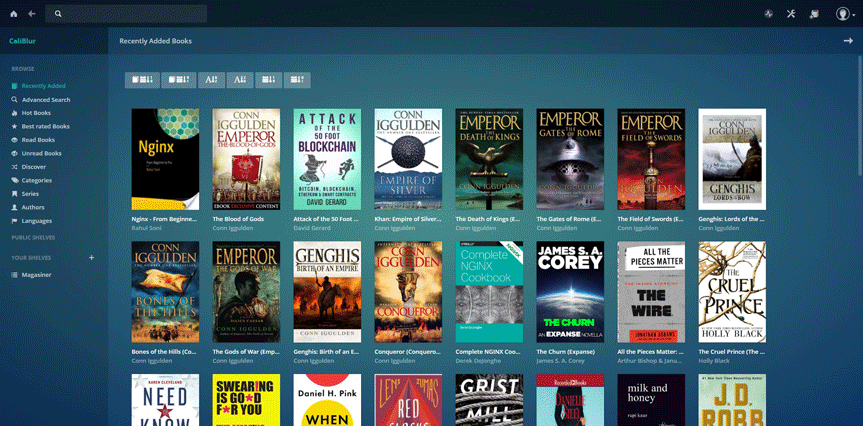 CaliBlur
Recently Added Books
BROWSE
Recently Added
Advanced Search
Hot Books
Best rated Books
Read Books
Unread Books
Discover
Categories
Series
Authors
Languages
PUBLIC SHELVES
YOUR SHELVES +
Magasiner
Nginx
CONN IGGULDEN
EMPEROR
THE BLOOD OF GODS
EBOOK EXCLUSIVE CONTENT
ATTACK
OF THE
50 FOOT
BLOCKCHAIN
BITCOIN, BLOCKCHAIN,
ETHEREUM & SMART CONTRACTS
DAVID GERARD
CONN
IGGULDEN
EMPIRE OF
SILVER
EMPEROR
THE DEATH OF KINGS
CONN IGGULDEN
EMPEROR
THE GATES OF ROME
CONN IGGULDEN
EMPEROR
THE FIELD OF SWORDS
CONN IGGULDEN
CONN
IGGULDEN
GENGHIS
LORDS OF THE BOW
Nginx - From Beginne...
Rahul Soni
The Blood of Gods
Conn Iggulden
Attack of the 50 Foot ...
David Gerard
Khan: Empire of Silver...
Conn Iggulden
The Death of Kings (E...
Conn Iggulden
The Gates of Rome (E...
Conn Iggulden
The Field of Swords (E...
Conn Iggulden
Genghis: Lords of the ...
Conn Iggulden
CONN
IGGULDEN
BONES OF
THE HILLS
EMPEROR
THE GODS OF WAR
CONN IGGULDEN
GENGHIS
BIRTH OF AN EMPIRE
CONN IGGULDEN
CONN
IGGULDEN
CONQUEROR
Complete
NGINX
Cookbook
JAMES S. A.
COREY
THE CHURN
AN EXPANSE NOVELLA
ALL THE
PIECES MATTER
THE
WIRE
JONATHAN ABRAMS
THE
CRUEL
PRINCE
HOLLY BLACK
Bones of the Hills (Co...
Conn Iggulden
The Gods of War (Emp...
Conn Iggulden
Genghis: Birth of an E...
Conn Iggulden
Conqueror (Conquero...
Conn Iggulden
Complete NGINX Coo...
Derek DeJonghe
The Churn (Expanse)
James S. A. Corey
All the Pieces Matter: ...
Arthur Bishop & Janu...
The Cruel Prince (The ...
Holly Black
KAREN CLEVELAND
NEED
KNOW
SWEARING
IS GOOD
FOR YOU
Daniel H. Pink
WHEN
LENI ZUMAS
RED
CLOCKS
GRIST
MILL
Recorded Books
DANIELLE
STEEL
milk and
honey
rupi kaur
J.D.
ROBB